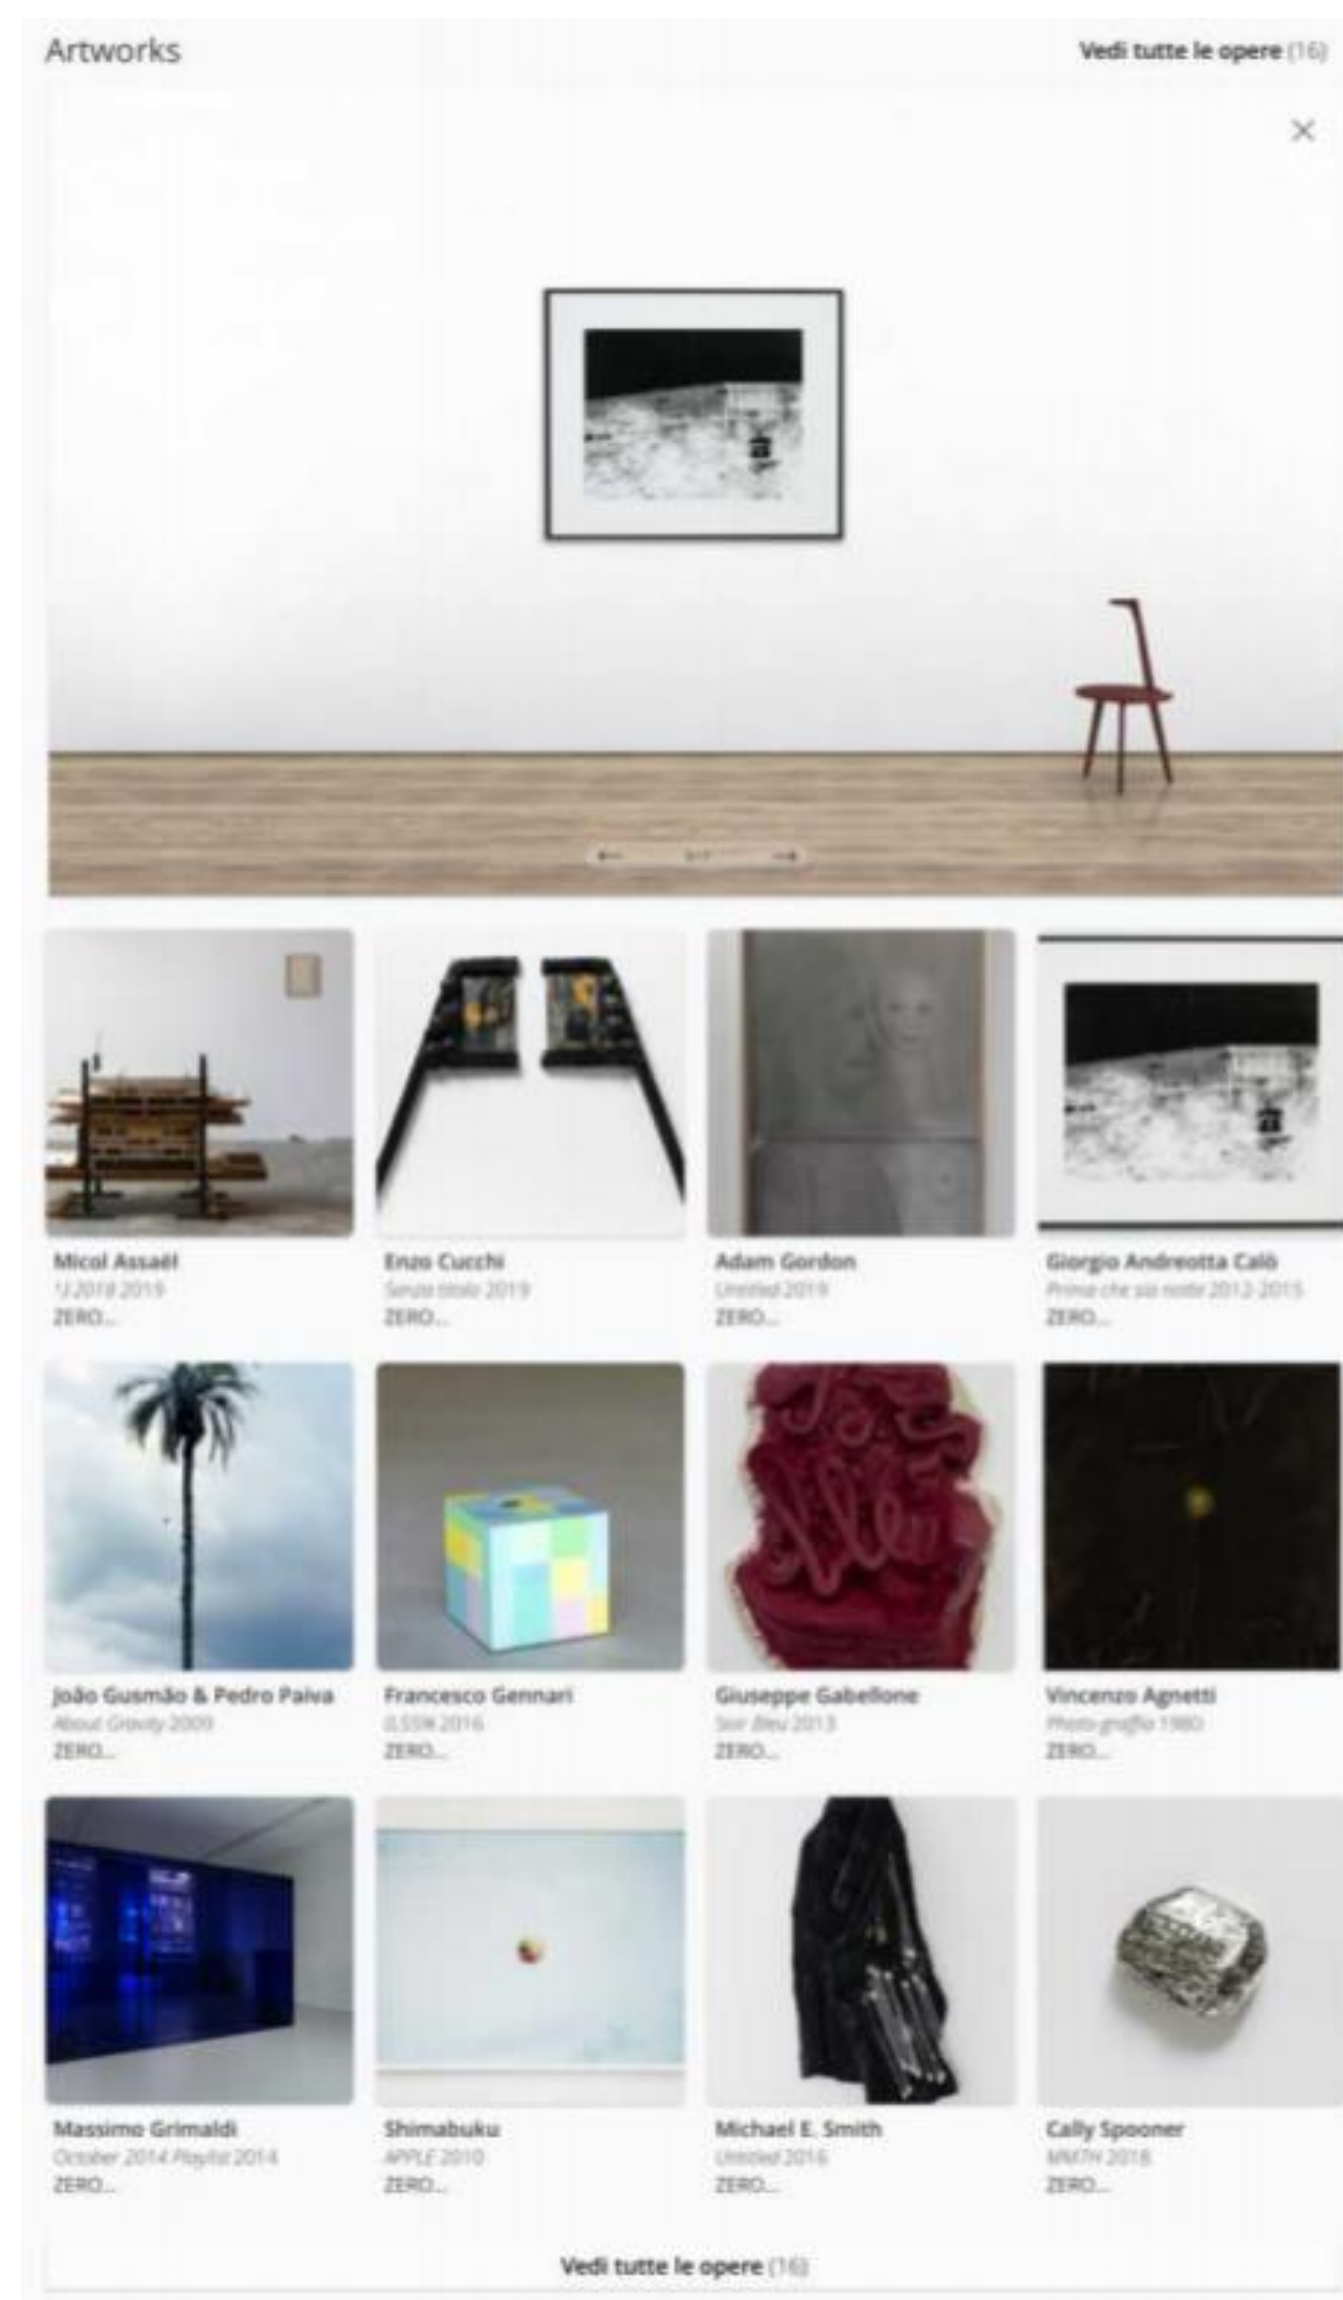 Artworks
Vedi tutte le opere (16)
Micol Assaël
2018 2019
ZERO...
Enzo Cucchi
Senza titolo 2019
ZERO...
Adam Gordon
Untitled 2019
ZERO...
Giorgio Andreotta Calò
Prima che sia notte 2012-2015
ZERO...
João Gusmão & Pedro Paiva
About Gravity 2009
ZERO...
Francesco Gennari
2016
ZERO...
Giuseppe Gabellone
Soir Bleu 2013
ZERO...
Vincenzo Agnetti
Photo-graffia 1980
ZERO...
Massimo Grimaldi
October 2014 Playlist 2014
ZERO...
Shimabuku
APPLE 2010
ZERO...
Michael E. Smith
Untitled 2016
ZERO...
Cally Spooner
2018
ZERO...
Vedi tutte le opere (16)